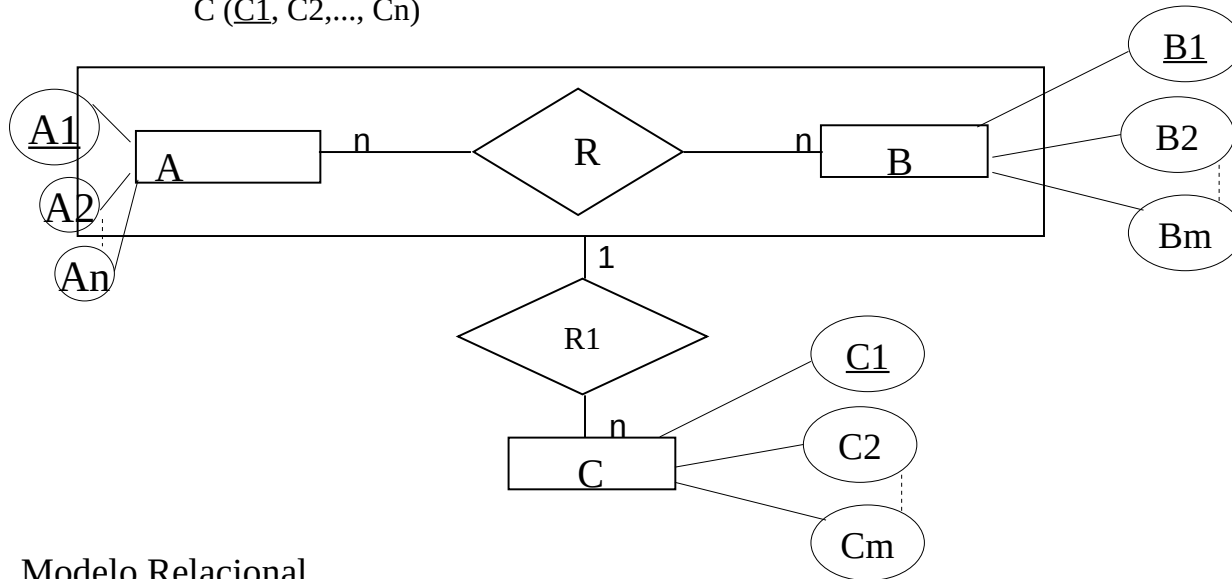 C (C1, C2,..., Cn)
B1
A1
A
n
R
n
B
B2
A2
Bm
An
1
R1
C1
n
C
C2
Cm
Modelo Relacional